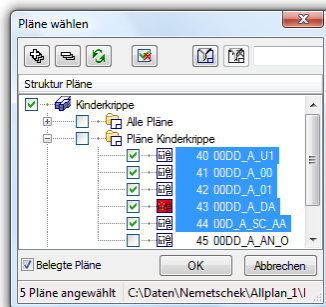 Pläne wählen
Struktur Pläne
Kinderkrippe
Alle Pläne
Pläne Kinderkrippe
40 00DD_A_U1
41 00DD_A_00
42 00DD_A_01
43 00DD_A_DA
44 00D_A_SC_AA
45 00DD_A_AN_O
Belegte Pläne
OK
Abbrechen
5 Pläne angewählt
C:\Daten\Nemetschek\Allplan_1\l